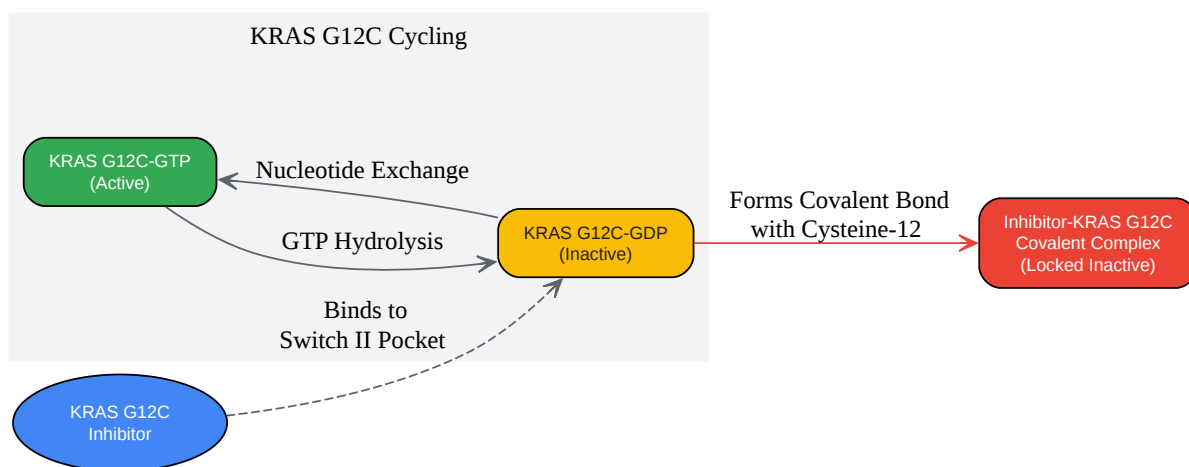 KRAS G12C Cycling
KRAS G12C-GTP
(Active)
Nucleotide Exchange
GTP Hydrolysis
KRAS G12C-GDP
(Inactive)
Forms Covalent Bond
with Cysteine-12
Inhibitor-KRAS G12C
Covalent Complex
(Locked Inactive)
Binds to
Switch II Pocket
KRAS G12C
Inhibitor